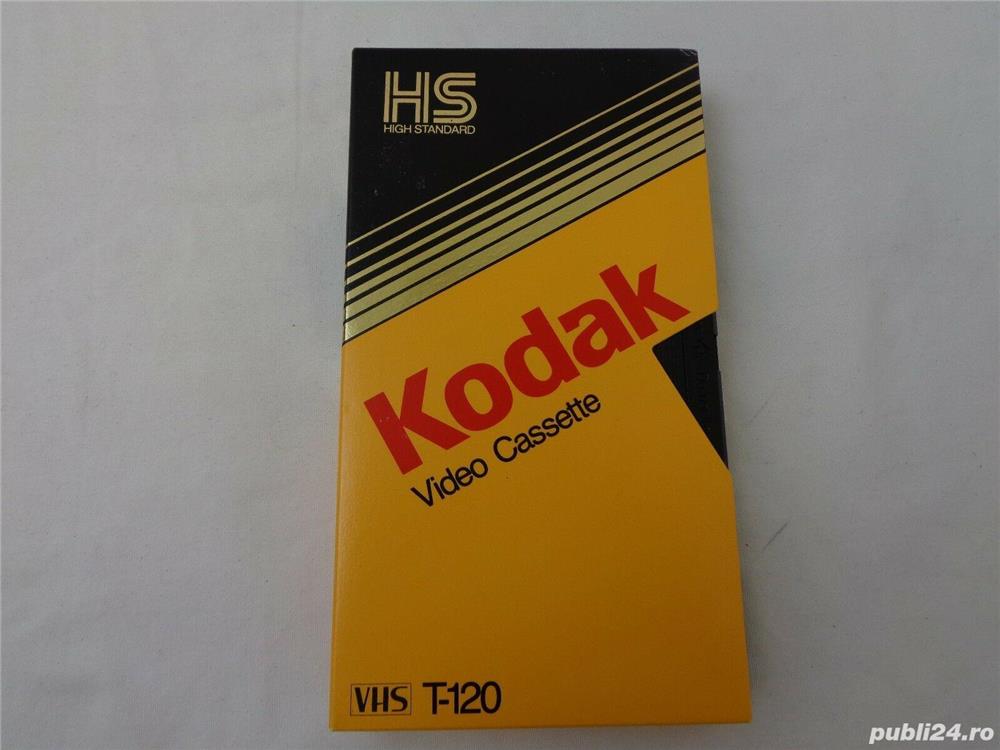 HS
HIGH STANDARD
Kodak
Video Cassette
VHS T-120
publi24.ro